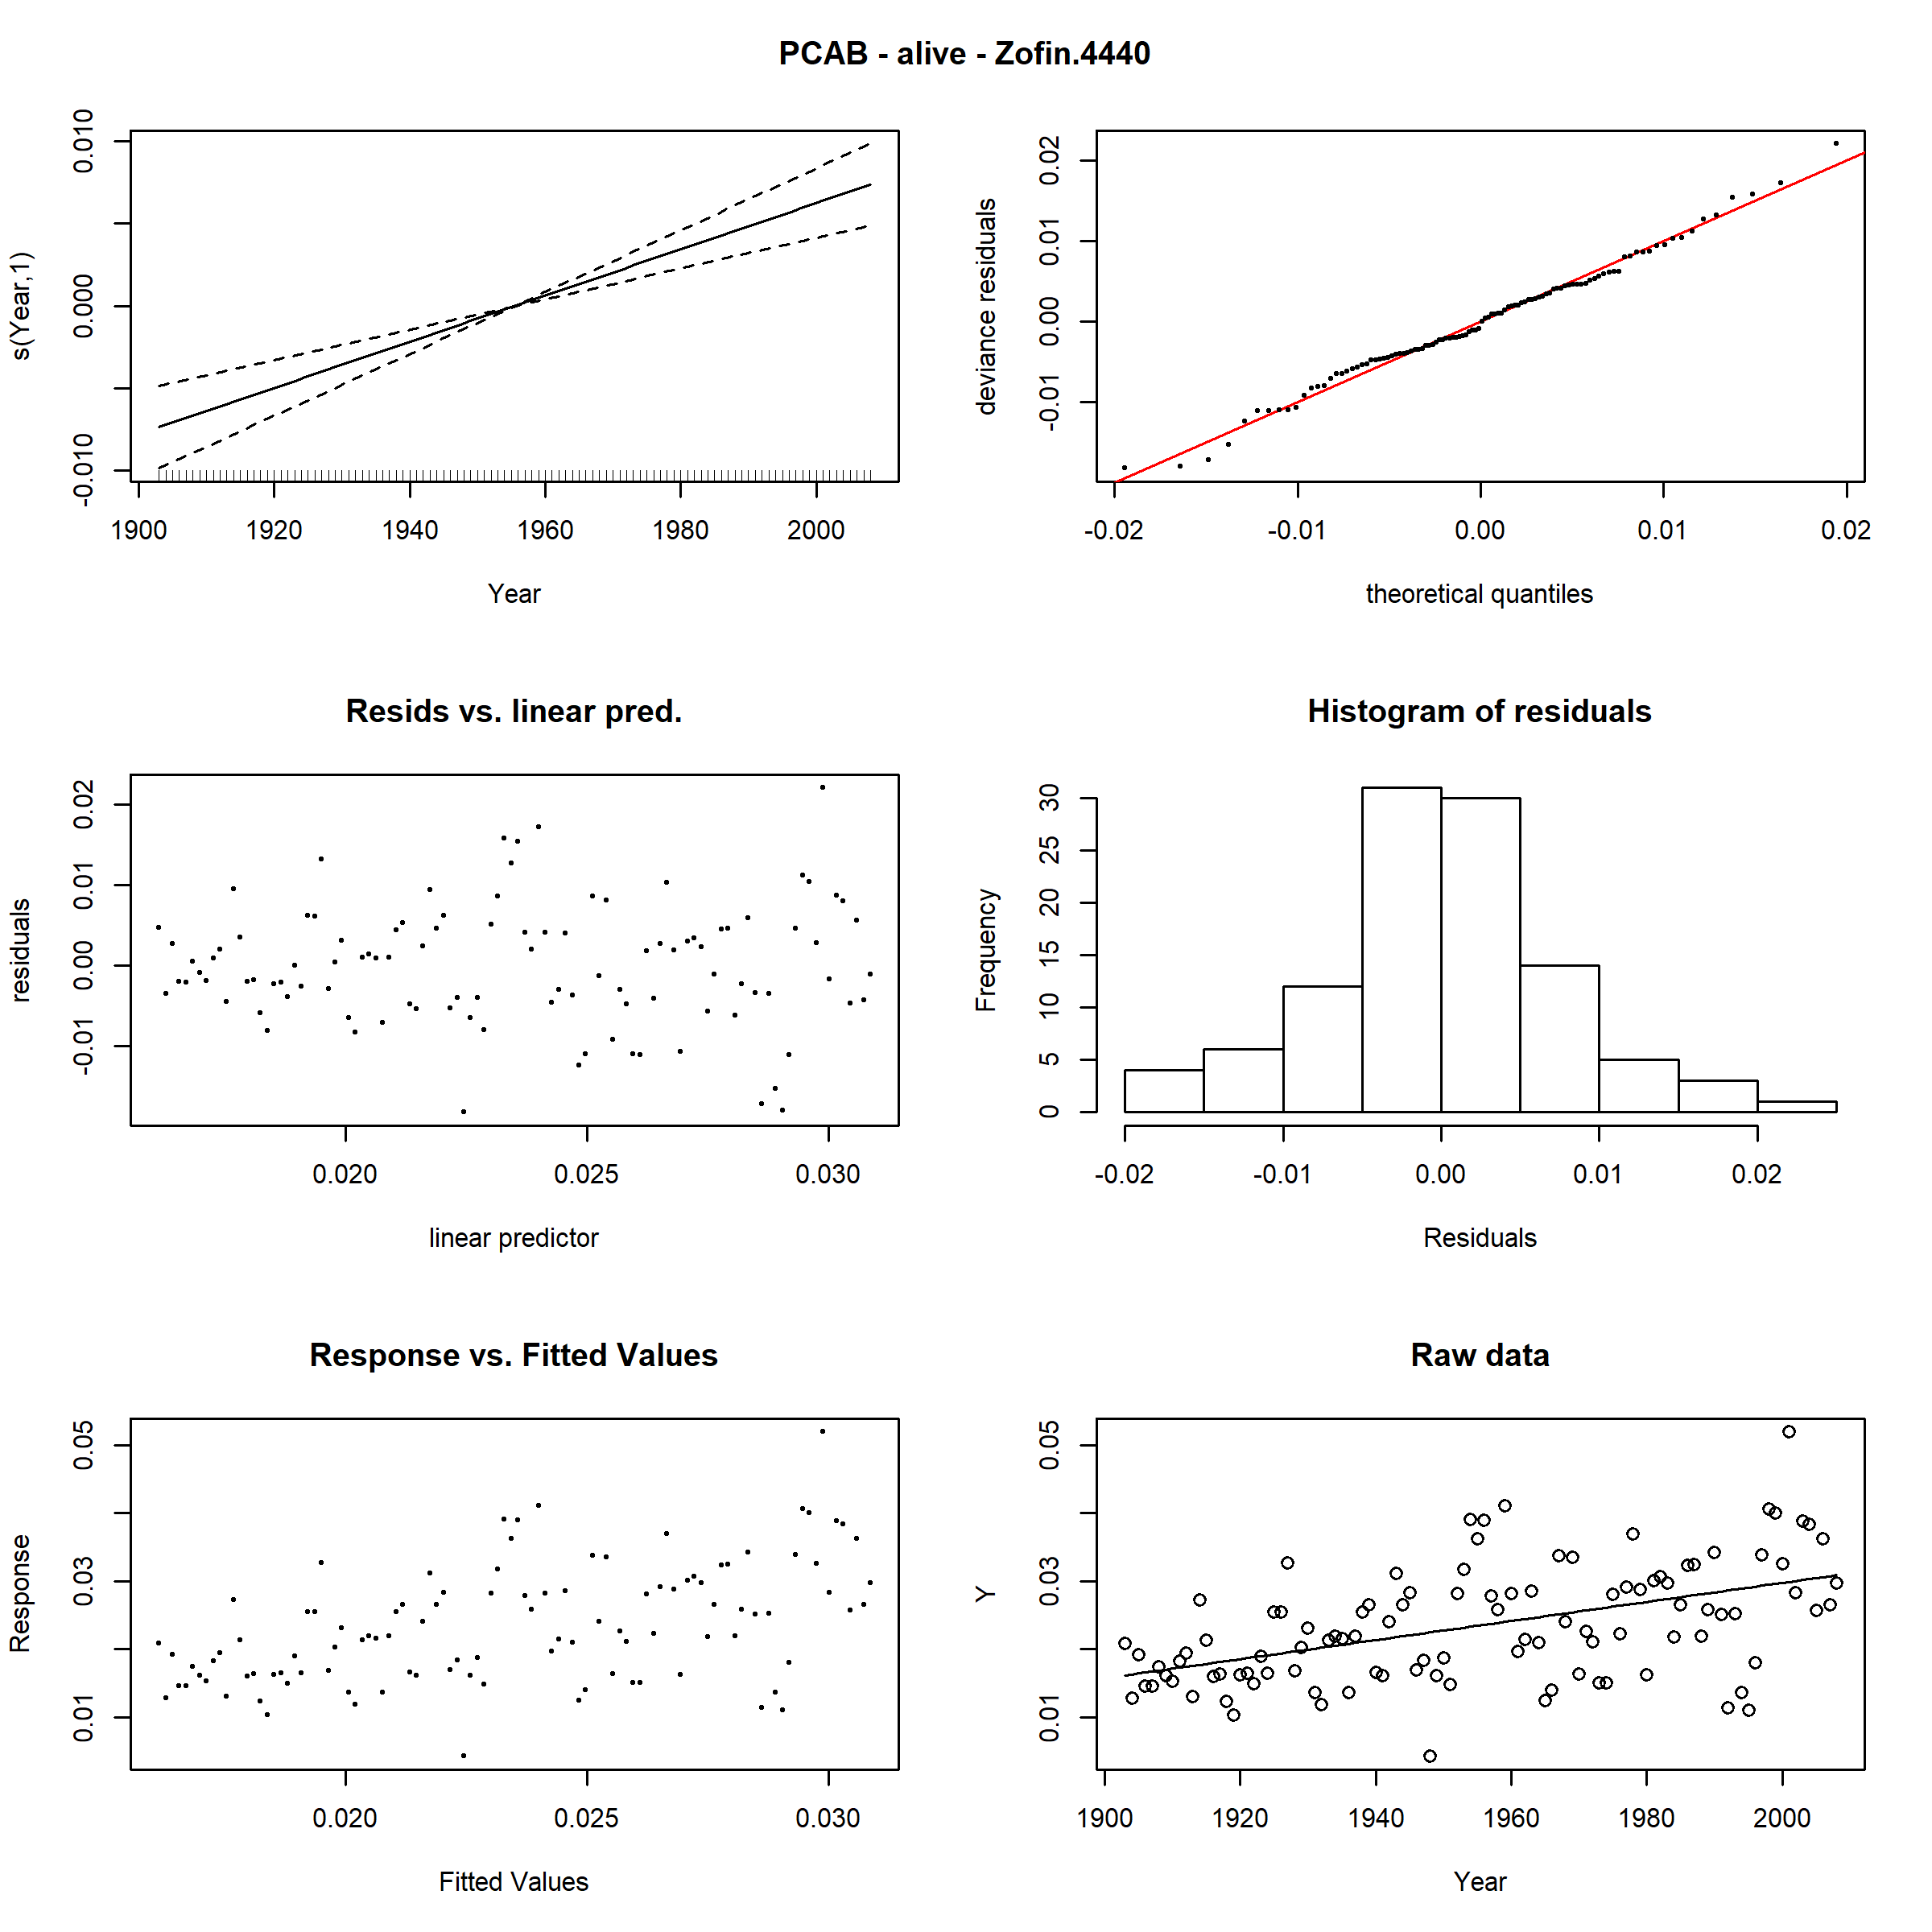 PCAB - alive - Zofin.4440
s(Year,1)
-0.010 0.000 0.010
1900 1920 1940 1960 1980 2000
Year
deviance residuals
-0.01 0.00 0.01 0.02
-0.02 -0.01 0.00 0.01 0.02
theoretical quantiles
Resids vs. linear pred.
residuals
-0.01 0.00 0.01 0.02
0.020 0.025 0.030
linear predictor
Histogram of residuals
Frequency
0 5 10 15 20 25 30
-0.02 -0.01 0.00 0.01 0.02
Residuals
Response vs. Fitted Values
Response
0.01 0.03 0.05
0.020 0.025 0.030
Fitted Values
Raw data
Y
0.01 0.03 0.05
1900 1920 1940 1960 1980 2000
Year